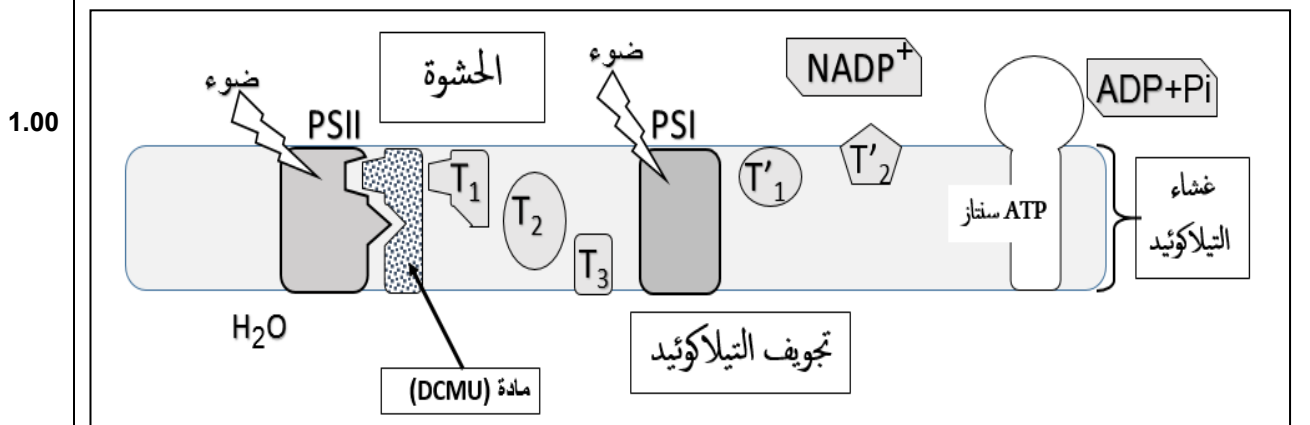 1.00
ضوء
الحشوة
ضوء
NADP+
ADP+Pi
PSII
PSI
T1
T2
T3
T'1
T'2
ATP سنتاز
غشاء
التيلاكوئيد
H2O
تجويف التيلاكوئيد
مادة (DCMU)